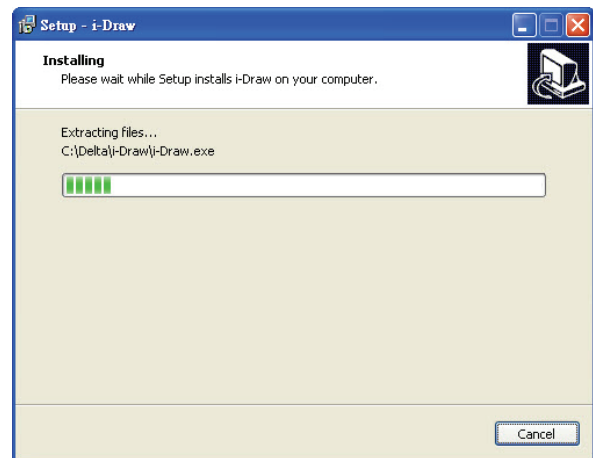 Setup - i-Draw
Installing
Please wait while Setup installs i-Draw on your computer.
Extracting files...
C:\Delta\i-Draw\i-Draw.exe
Cancel